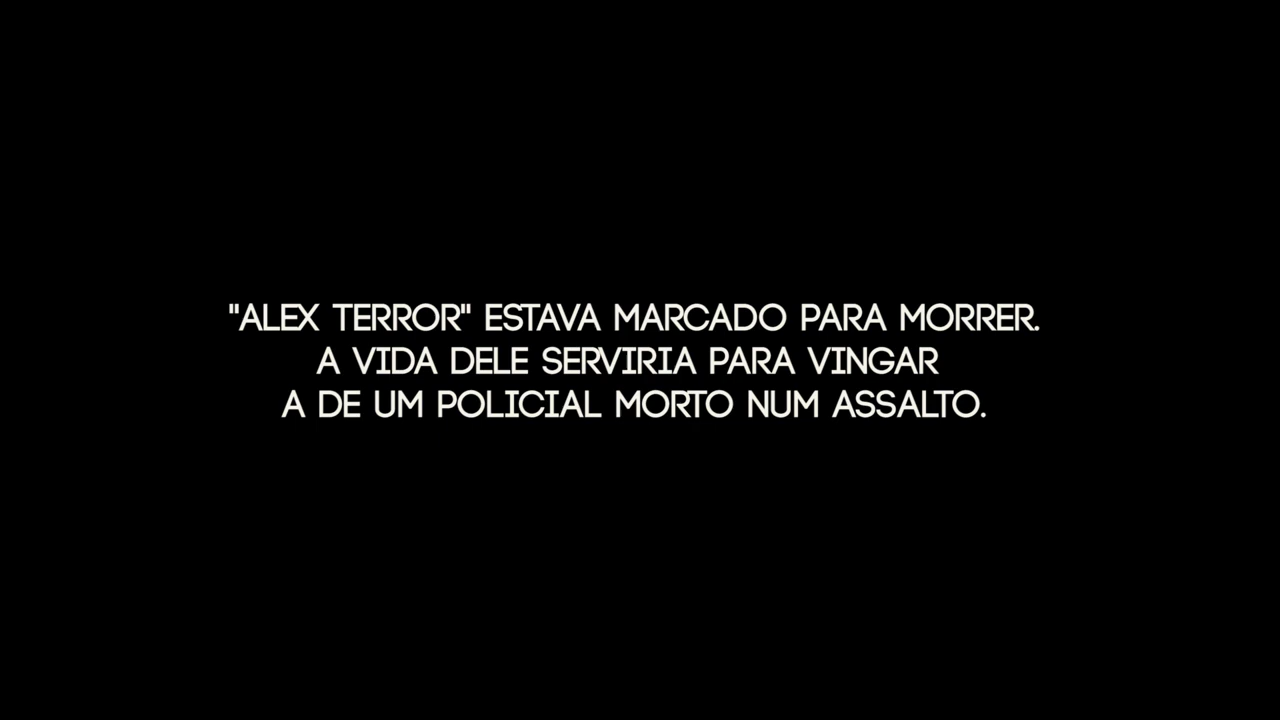 "ALEX TERROR" ESTAVA MARCADO PARA MORRER.
A VIDA DELE SERVIRIA PARA VINGAR
A DE UM POLICIAL MORTO NUM ASSALTO.